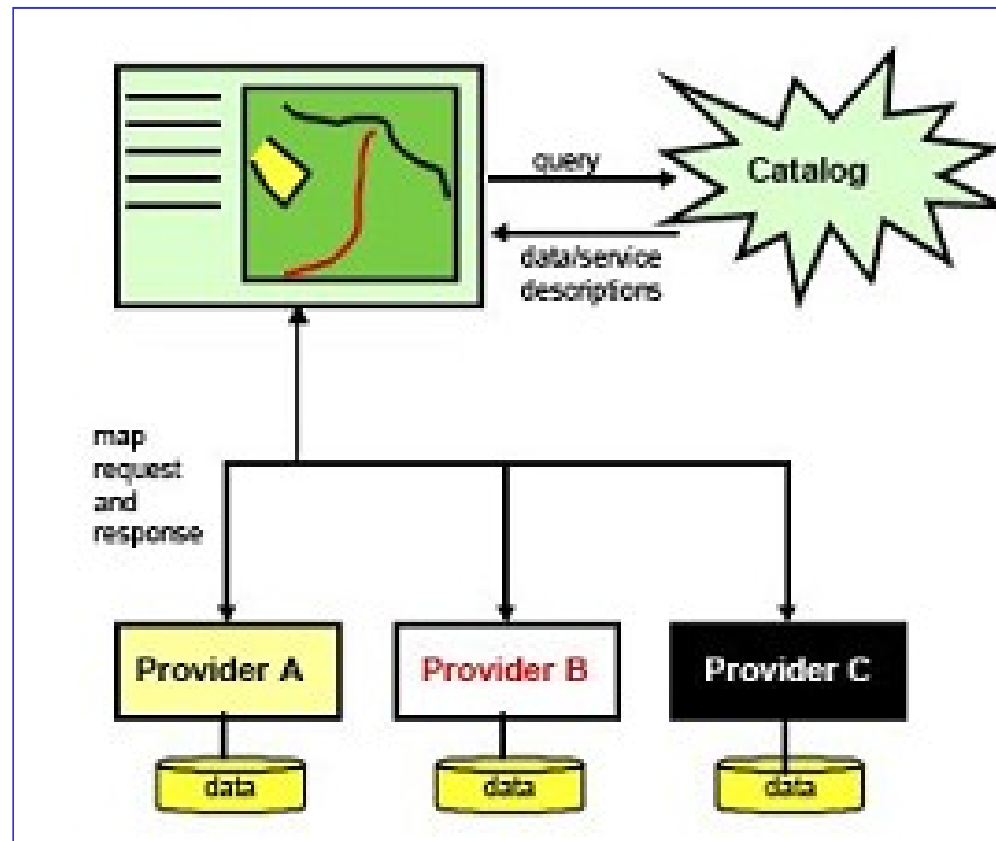 query
Catalog
data/service
descriptions
map
request
and
response
Provider A
Provider B
Provider C
data
data
data